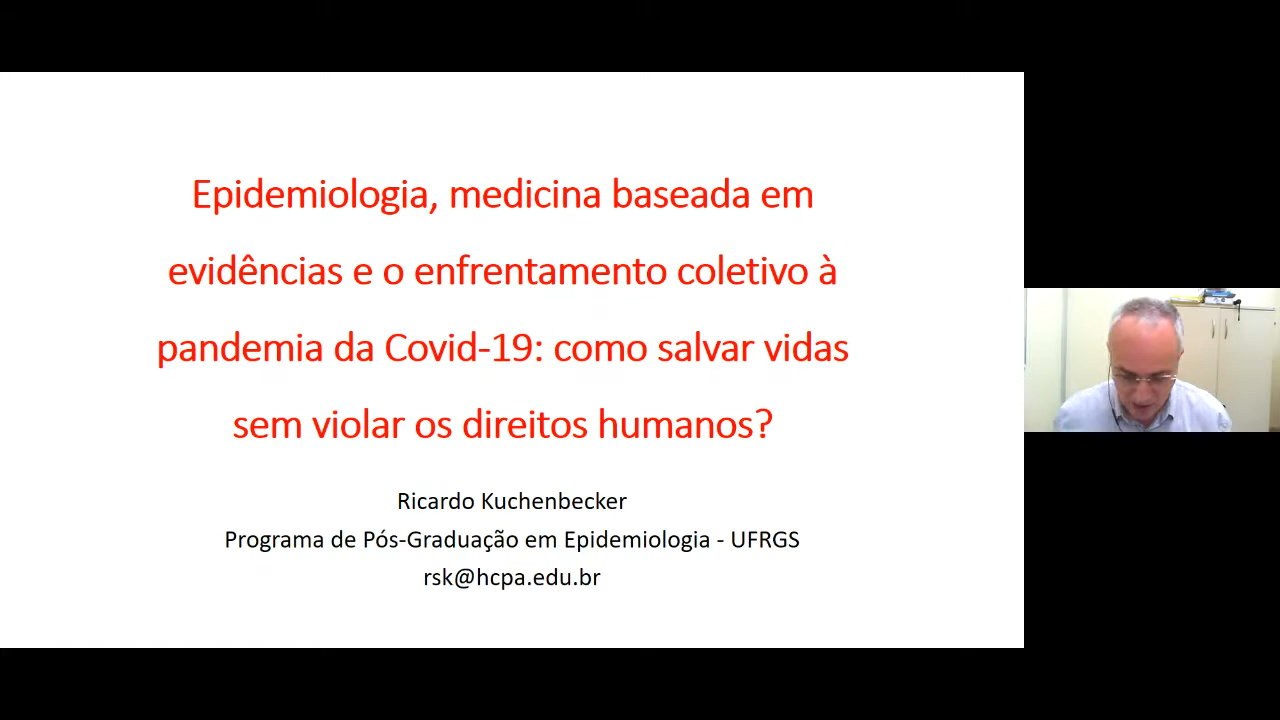 Epidemiologia, medicina baseada em
evidências e o enfrentamento coletivo à
pandemia da Covid-19: como salvar vidas
sem violar os direitos humanos?
Ricardo Kuchenbecker
Programa de Pós-Graduação em Epidemiologia - UFRGS
rsk@hcpa.edu.br